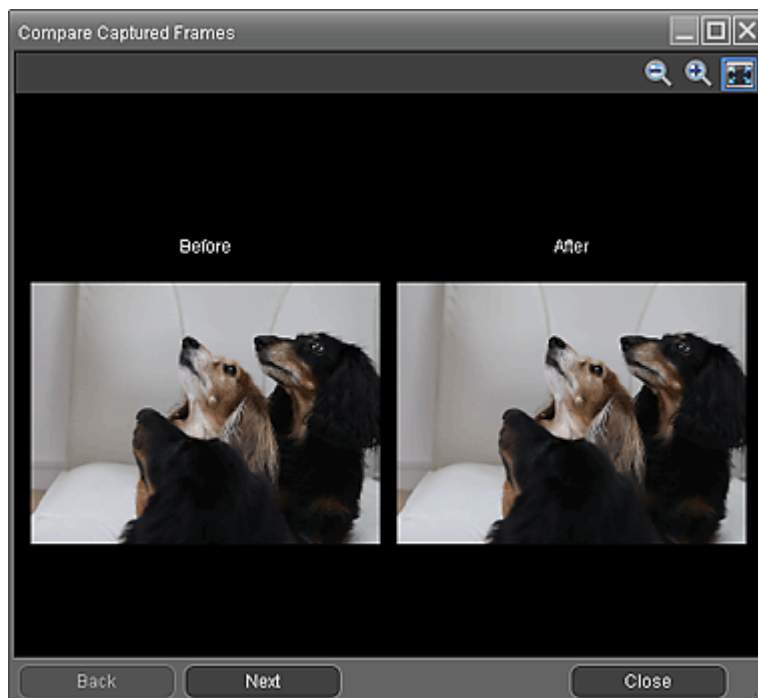 Compare Captured Frames
Before
After
Back
Next
Close